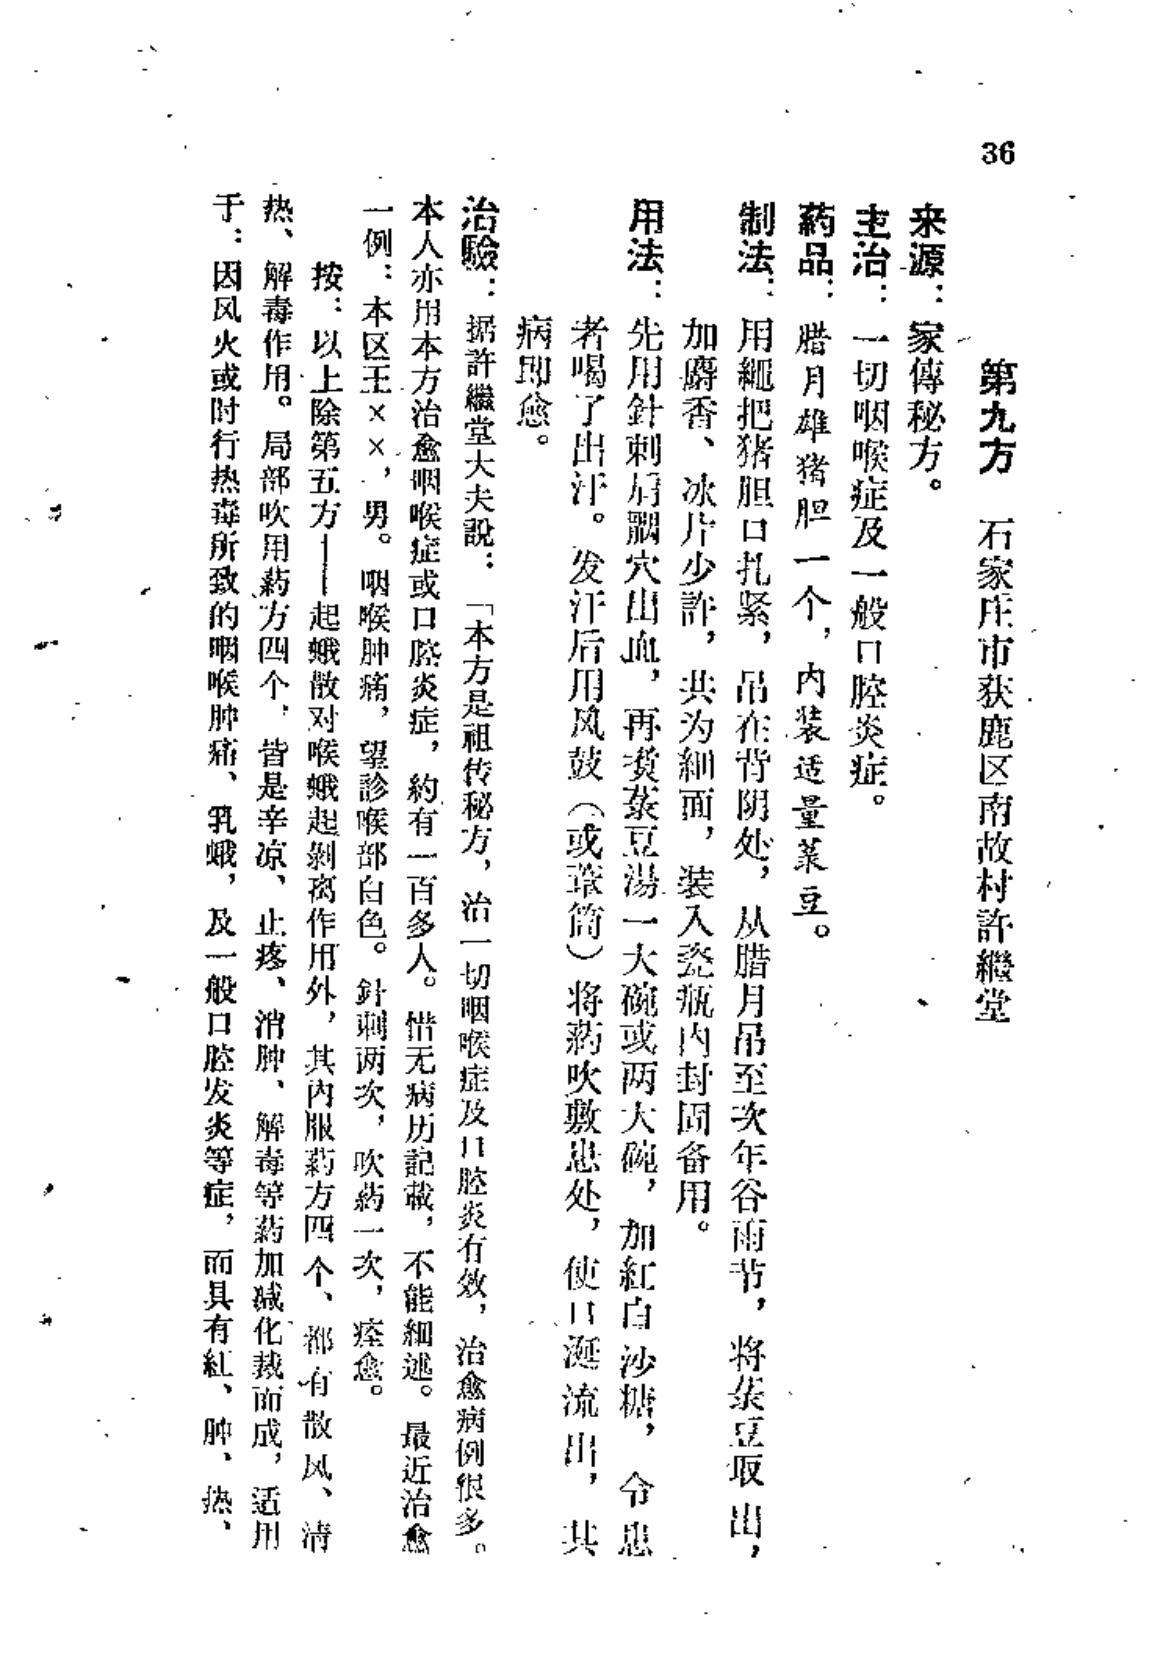 36
第九方 石家庄市获鹿区南故村許繼堂
来源：家傳秘方。
主治：一切咽喉症及一般口腔炎症。
药品：腊月雄猪胆一个，内装适量菉豆。
制法：用繩把猪胆口扎紧，吊在背阴处，从腊月吊至次年谷雨节，将菉豆取出，
加麝香、冰片少許，共为細面，装入瓷瓶内封固备用。
用法：先用針刺肩髃穴出血，再煑菉豆湯一大碗或两大碗，加紅白沙糖，令患
者喝了出汗。发汗后用风鼓（或葦筒）将药吹敷患处，使口涎流出，其
病即愈。
治驗：据許繼堂大夫說：「本方是祖传秘方，治一切咽喉症及口腔炎有效，治愈病例很多。
本人亦用本方治愈咽喉症或口腔炎症，約有一百多人。惜无病历記載，不能細述。最近治愈
一例：本区王××，男。咽喉肿痛，望診喉部白色。針刺两次，吹药一次，痊愈。
按：以上除第五方——起蛾散对喉蛾起剝离作用外，其内服药方四个、都有散风、清
热、解毒作用。局部吹用药方四个，皆是辛凉、止疼、消肿、解毒等药加减化裁而成，适用
于：因风火或时行热毒所致的咽喉肿痛、乳蛾，及一般口腔发炎等症，而具有紅、肿、热、